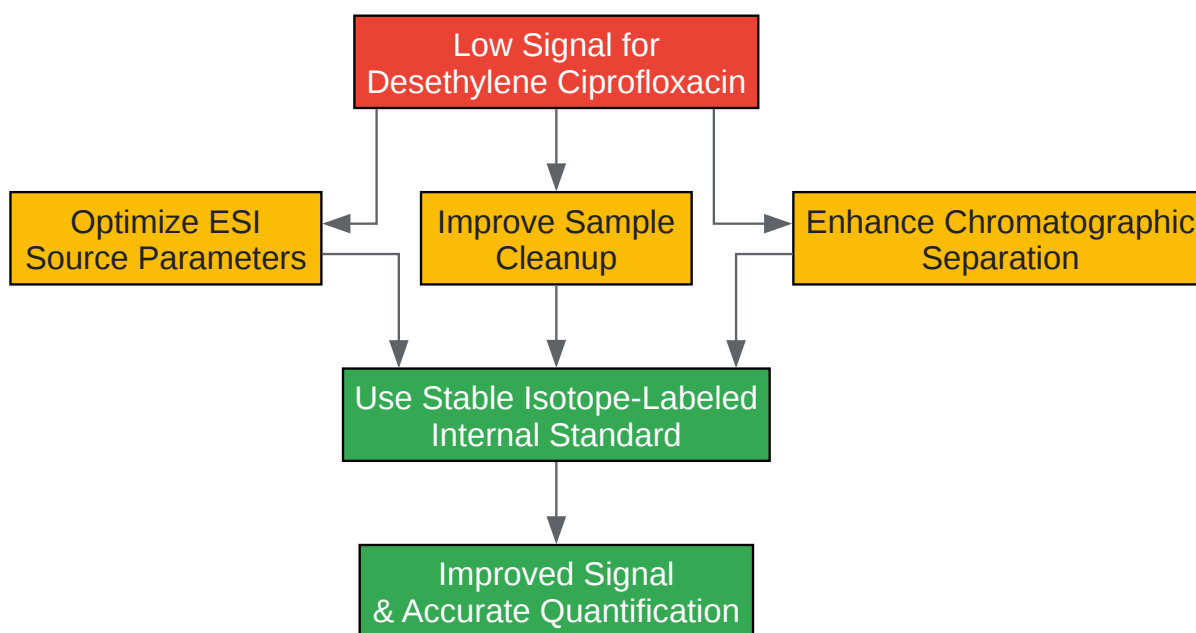 Low Signal for
Desethylene Ciprofloxacin
Optimize ESI
Source Parameters
Improve Sample
Cleanup
Enhance Chromatographic
Separation
Use Stable Isotope-Labeled
Internal Standard
Improved Signal
& Accurate Quantification